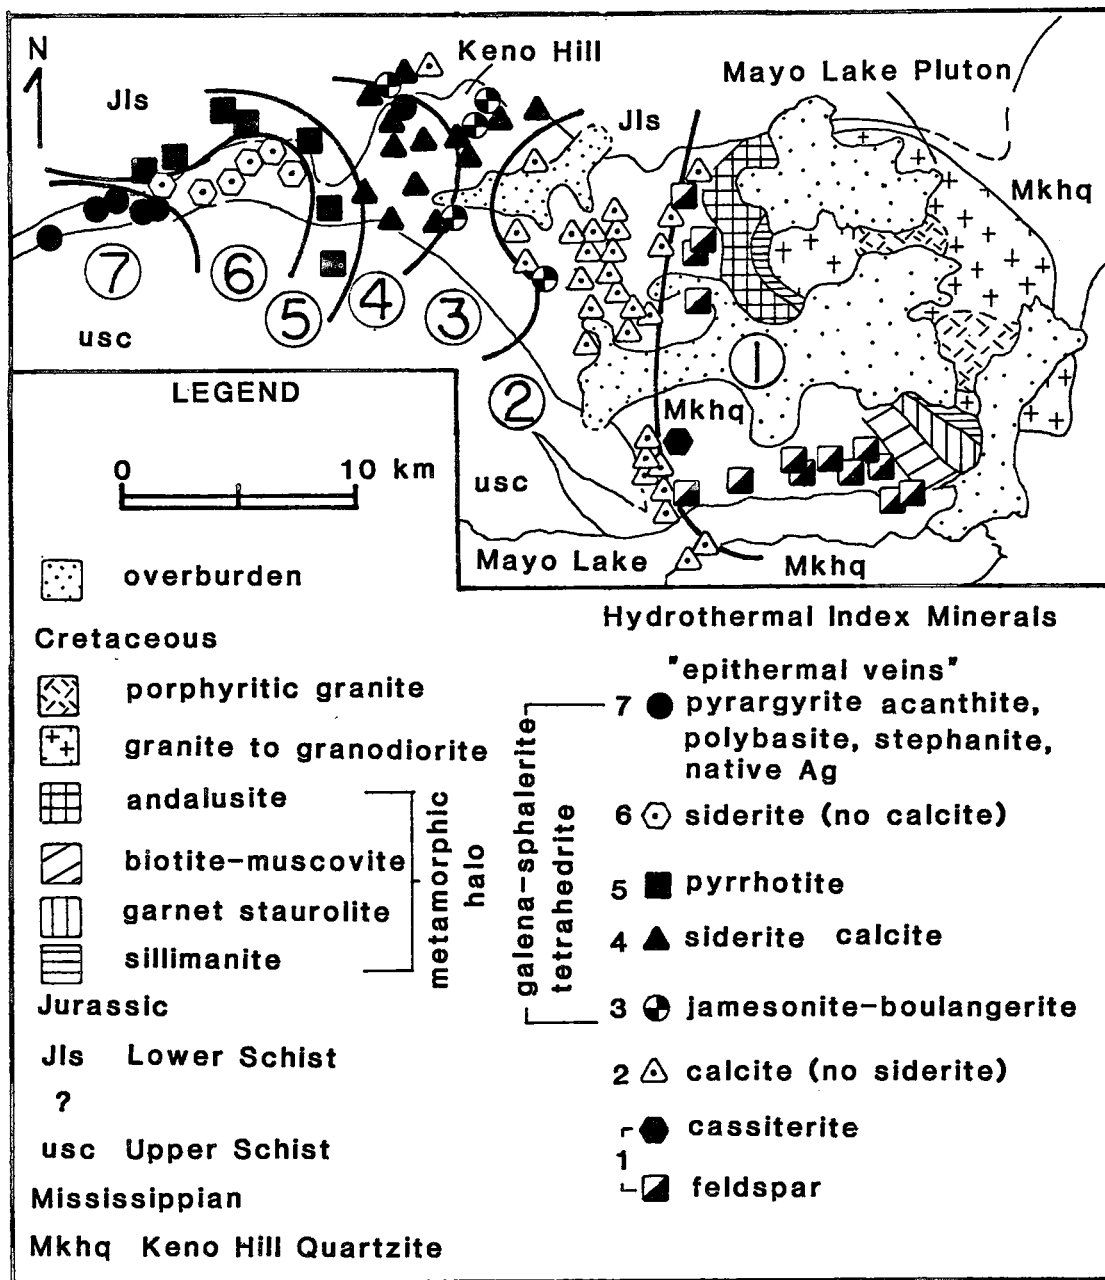 N
Keno Hill
Mayo Lake Pluton
Jls
Jls
Mkhq
7
6
5
4
3
2
1
usc
Mkhq
usc
Mayo Lake
Mkhq
LEGEND
0 10 km
overburden
Cretaceous
porphyritic granite
granite to granodiorite
andalusite
biotite-muscovite
garnet staurolite
sillimanite
metamorphic
halo
Jurassic
Jls Lower Schist
?
usc Upper Schist
Mississippian
Mkhq Keno Hill Quartzite
Hydrothermal Index Minerals
"epithermal veins"
7 pyrargyrite acanthite,
polybasite, stephanite,
native Ag
6 siderite (no calcite)
5 pyrrhotite
4 siderite calcite
3 jamesonite-boulangerite
galena-sphalerite
tetrahedrite
2 calcite (no siderite)
cassiterite
1
feldspar